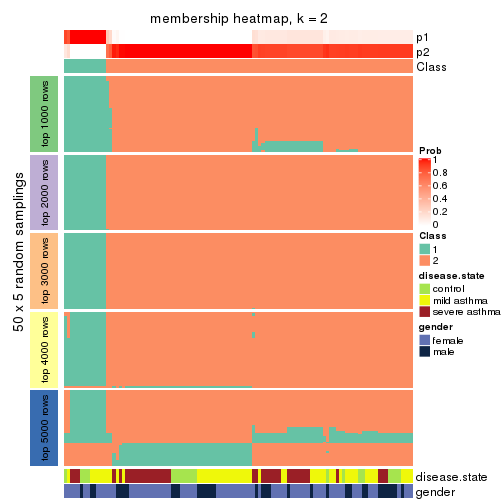 membership heatmap, k = 2
p1
p2
Class
50 x 5 random samplings
top 1000 rows
top 2000 rows
top 3000 rows
top 4000 rows
top 5000 rows
Prob
1
0.8
0.6
0.4
0.2
0
Class
1
2
disease.state
control
mild asthma
severe asthma
gender
female
male
disease.state
gender